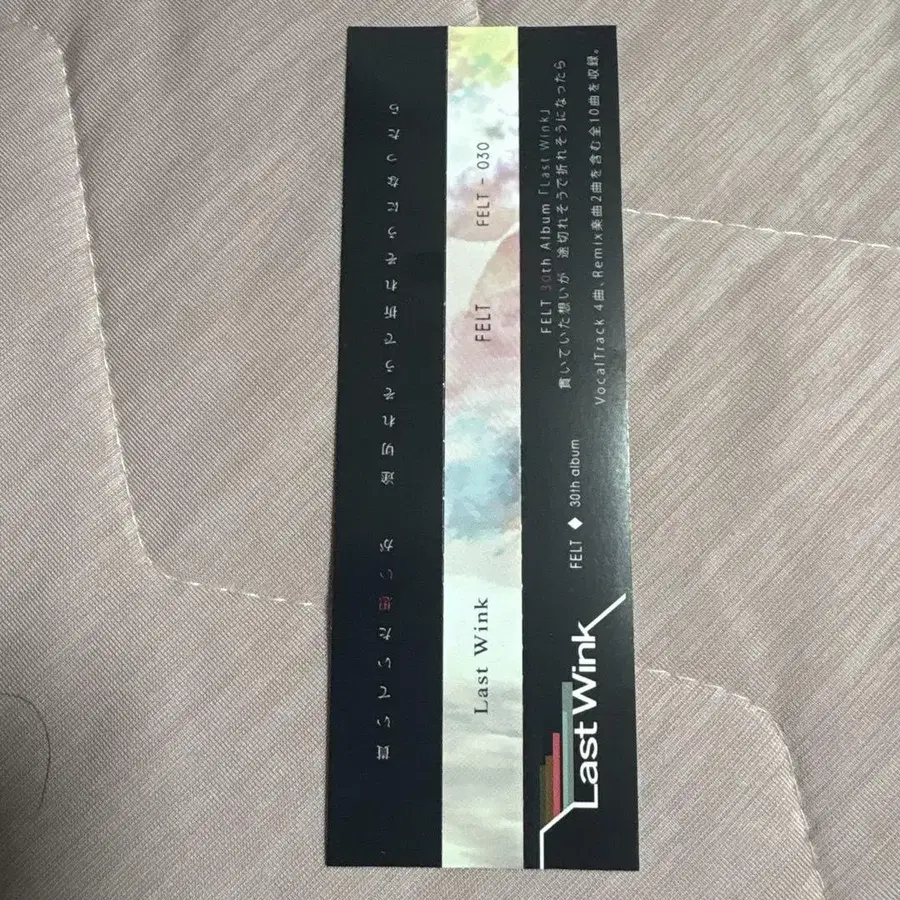 貫いていた想いが 途切れそうで折れそうになったら
Last Wink FELT FELT - 030
Last Wink
FELT ◆ 30th album
FELT 30th Album「Last Wink」
貫いていた想いが 途切れそうで折れそうになったら
VocalTrack 4曲、Remix楽曲2曲を含む全10曲を収録。